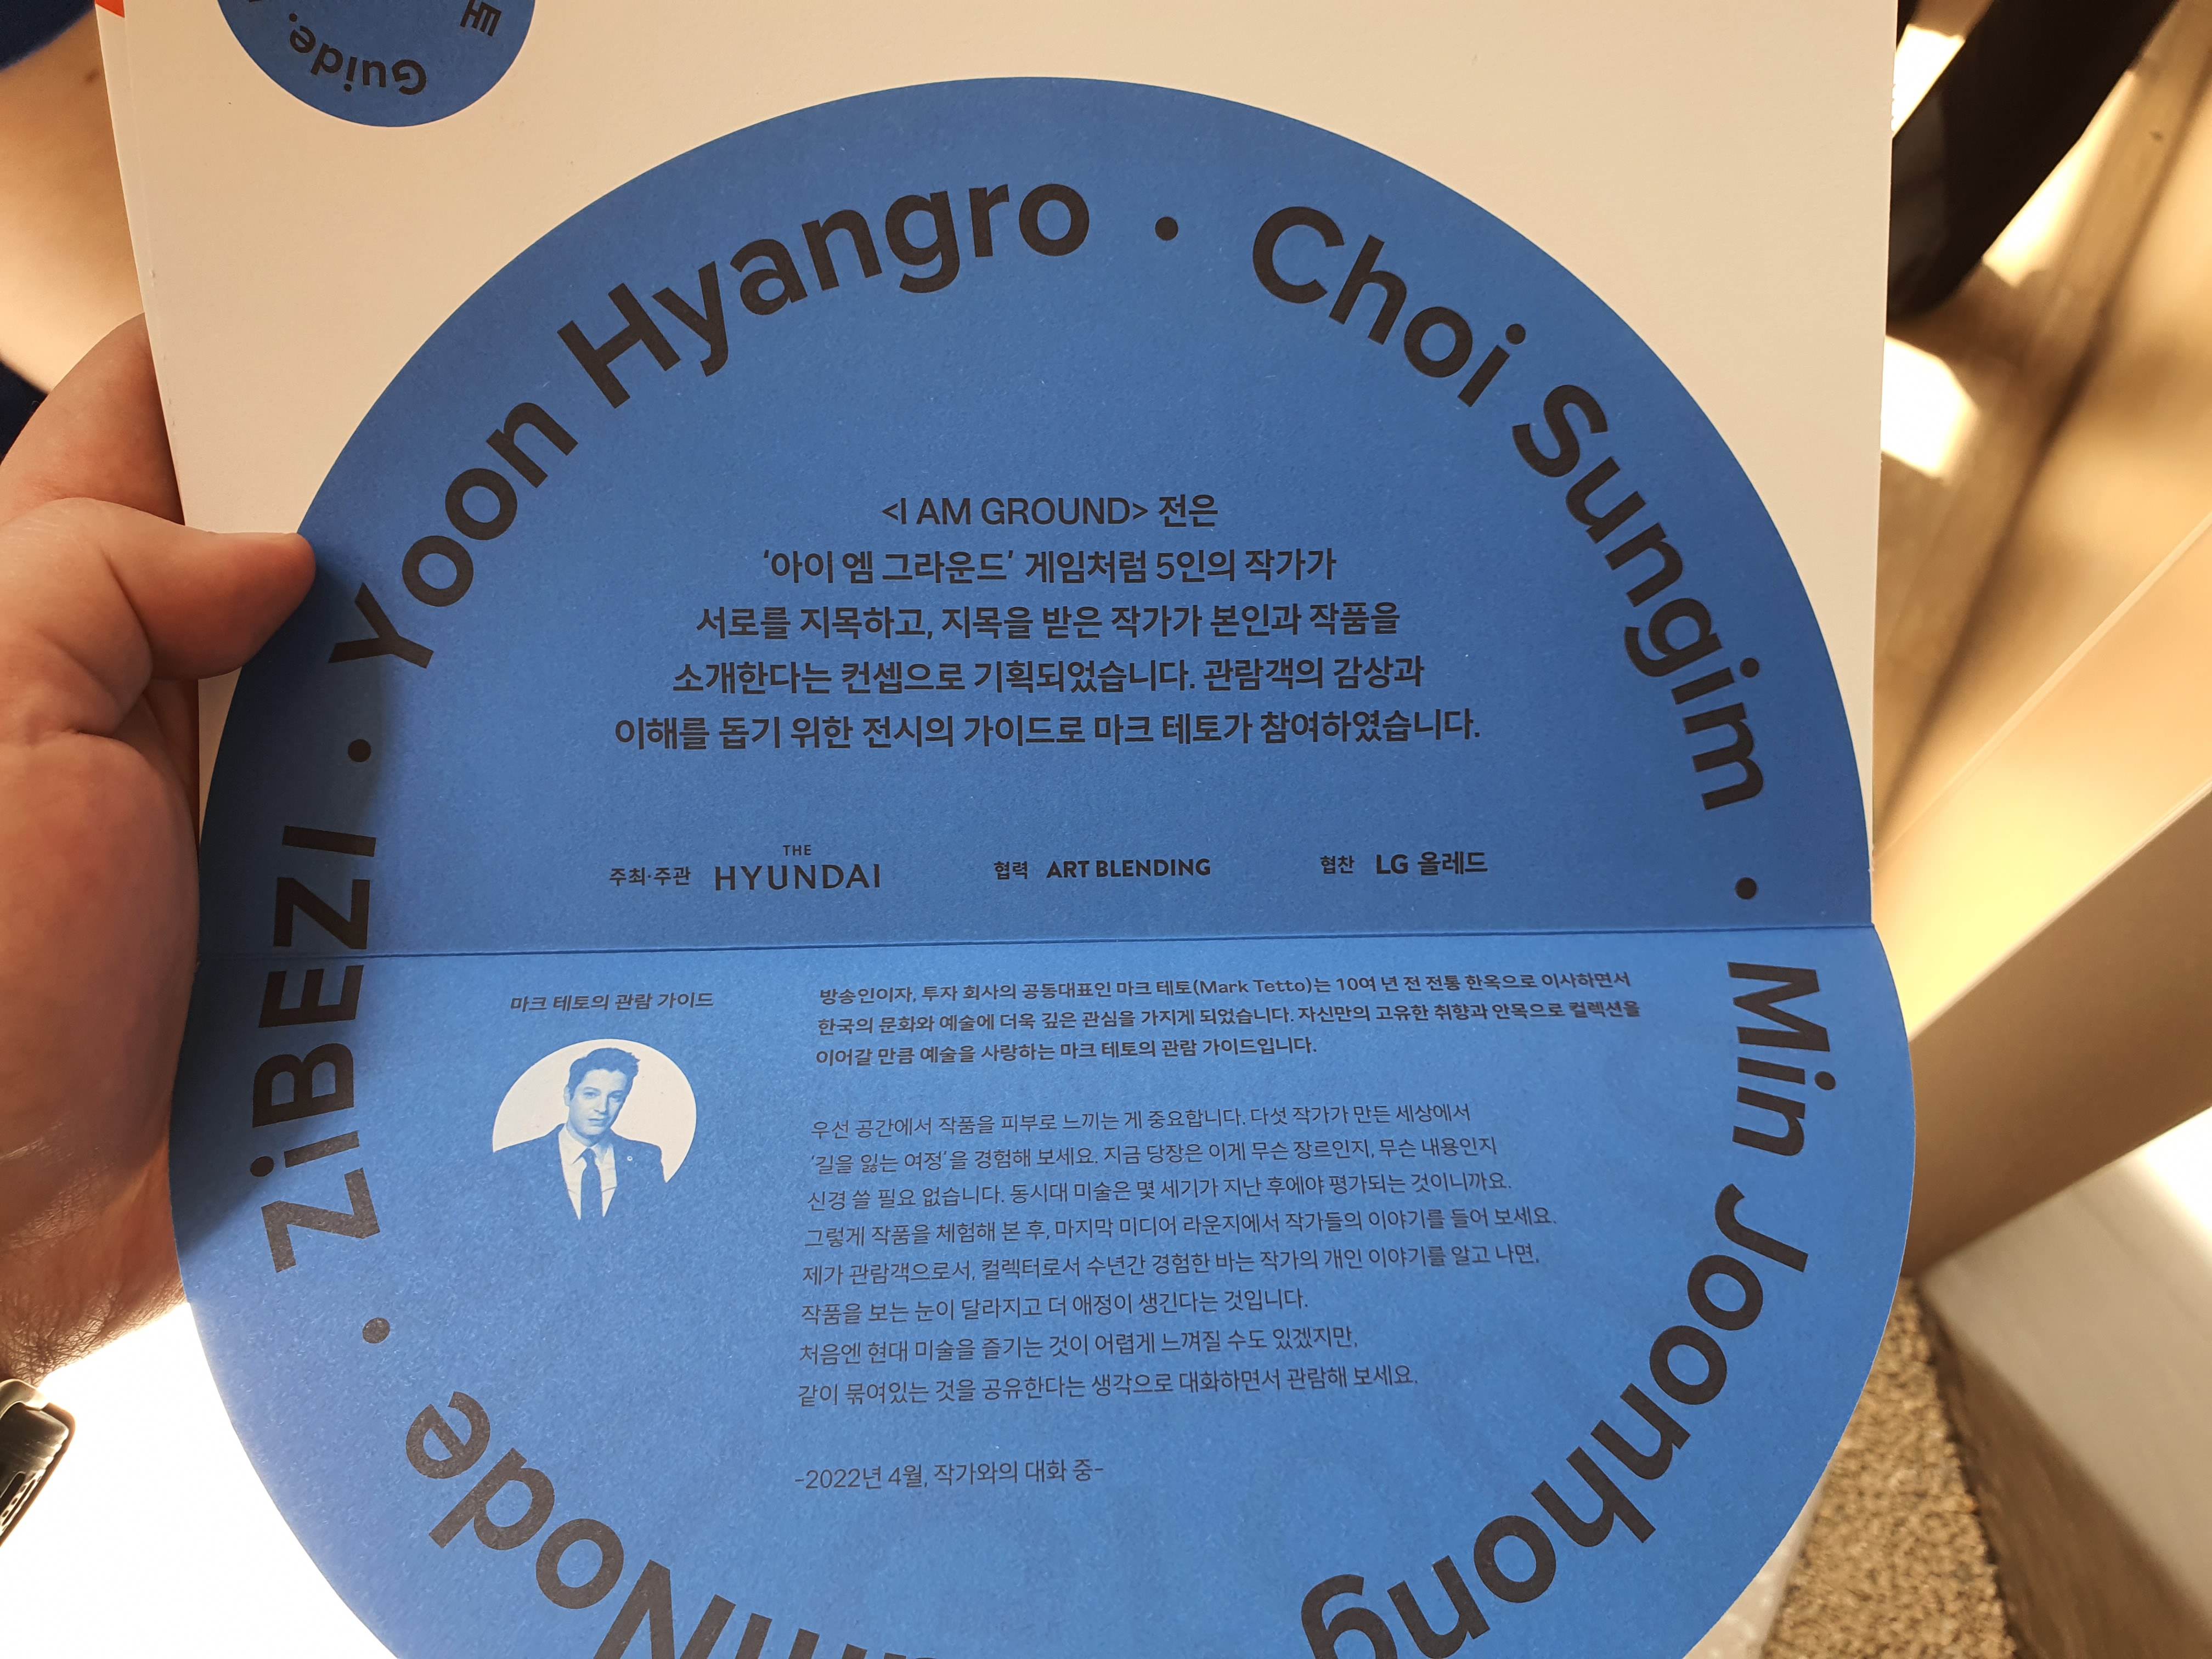 Guide.
토
Yoon Hyangro · Choi Sungim · Min Joonhong
ZiBEZI ·
<I AM GROUND> 전은
‘아이 엠 그라운드’ 게임처럼 5인의 작가가
서로를 지목하고, 지목을 받은 작가가 본인과 작품을
소개한다는 컨셉으로 기획되었습니다. 관람객의 감상과
이해를 돕기 위한 전시의 가이드로 마크 테토가 참여하였습니다.
주최·주관 THE HYUNDAI 협력 ART BLENDING 협찬 LG 올레드
마크 테토의 관람 가이드
방송인이자, 투자 회사의 공동대표인 마크 테토(Mark Tetto)는 10여 년 전 전통 한옥으로 이사하면서
한국의 문화와 예술에 더욱 깊은 관심을 가지게 되었습니다. 자신만의 고유한 취향과 안목으로 컬렉션을
이어갈 만큼 예술을 사랑하는 마크 테토의 관람 가이드입니다.
우선 공간에서 작품을 피부로 느끼는 게 중요합니다. 다섯 작가가 만든 세상에서
‘길을 잃는 여정’을 경험해 보세요. 지금 당장은 이게 무슨 장르인지, 무슨 내용인지
신경 쓸 필요 없습니다. 동시대 미술은 몇 세기가 지난 후에야 평가되는 것이니까요.
그렇게 작품을 체험해 본 후, 마지막 미디어 라운지에서 작가들의 이야기를 들어 보세요.
제가 관람객으로서, 컬렉터로서 수년간 경험한 바는 작가의 개인 이야기를 알고 나면,
작품을 보는 눈이 달라지고 더 애정이 생긴다는 것입니다.
처음엔 현대 미술을 즐기는 것이 어렵게 느껴질 수도 있겠지만,
같이 묶여있는 것을 공유한다는 생각으로 대화하면서 관람해 보세요.
-2022년 4월, 작가와의 대화 중-